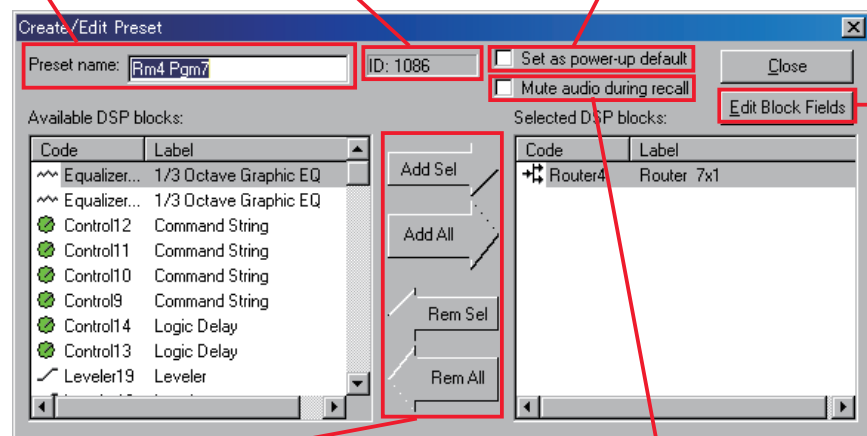 Create/Edit Preset
Preset name: Rm4 Pgm7
ID: 1086
Set as power-up default
Close
Mute audio during recall
Edit Block Fields
Available DSP blocks:
Selected DSP blocks:
Code Label
Equalizer... 1/3 Octave Graphic EQ
Equalizer... 1/3 Octave Graphic EQ
Control12 Command String
Control11 Command String
Control10 Command String
Control9 Command String
Control14 Logic Delay
Control13 Logic Delay
Leveler19 Leveler
Add Sel
Add All
Rem Sel
Rem All
Code Label
Router4 Router 7x1